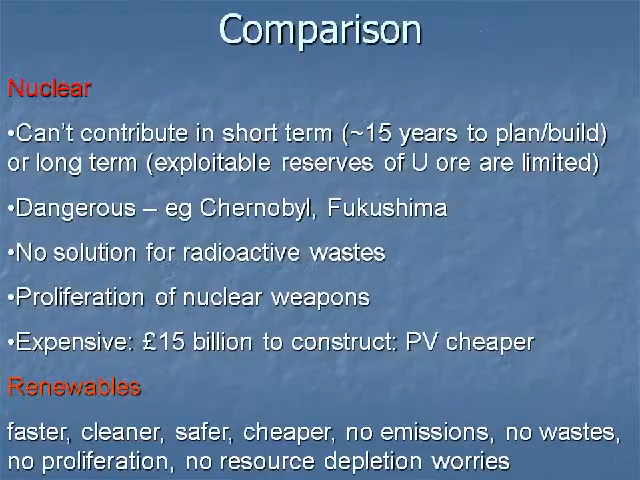 Comparison
Nuclear
•Can't contribute in short term (~15 years to plan/build)
or long term (exploitable reserves of U ore are limited)
•Dangerous – eg Chernobyl, Fukushima
•No solution for radioactive wastes
•Proliferation of nuclear weapons
•Expensive: £15 billion to construct: PV cheaper
Renewables
faster, cleaner, safer, cheaper, no emissions, no wastes,
no proliferation, no resource depletion worries